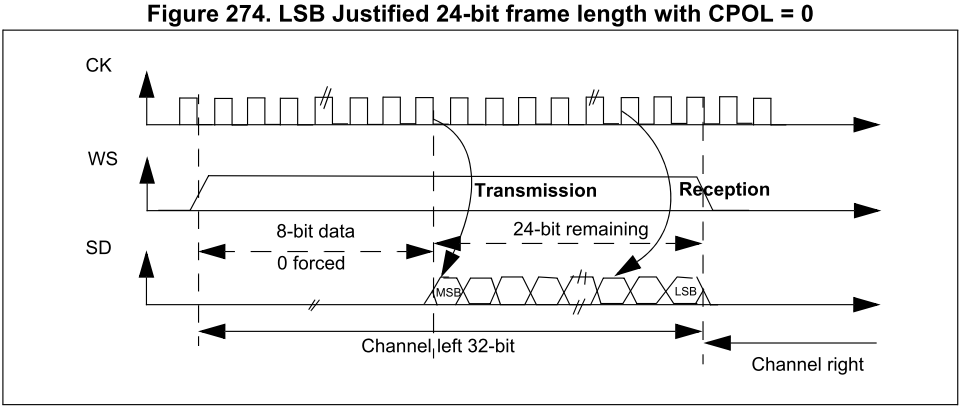 Figure 274. LSB Justified 24-bit frame length with CPOL = 0
CK
WS
Transmission
Reception
8-bit data
24-bit remaining
SD
0 forced
MSB
LSB
Channel left 32-bit
Channel right